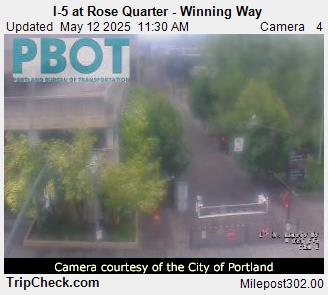 I-5 at Rose Quarter - Winning Way
Updated May 12 2025 11:30 AM Camera 4
PBOT
PORTLAND BUREAU OF TRANSPORTATION
Camera courtesy of the City of Portland
TripCheck.com Milepost302.00